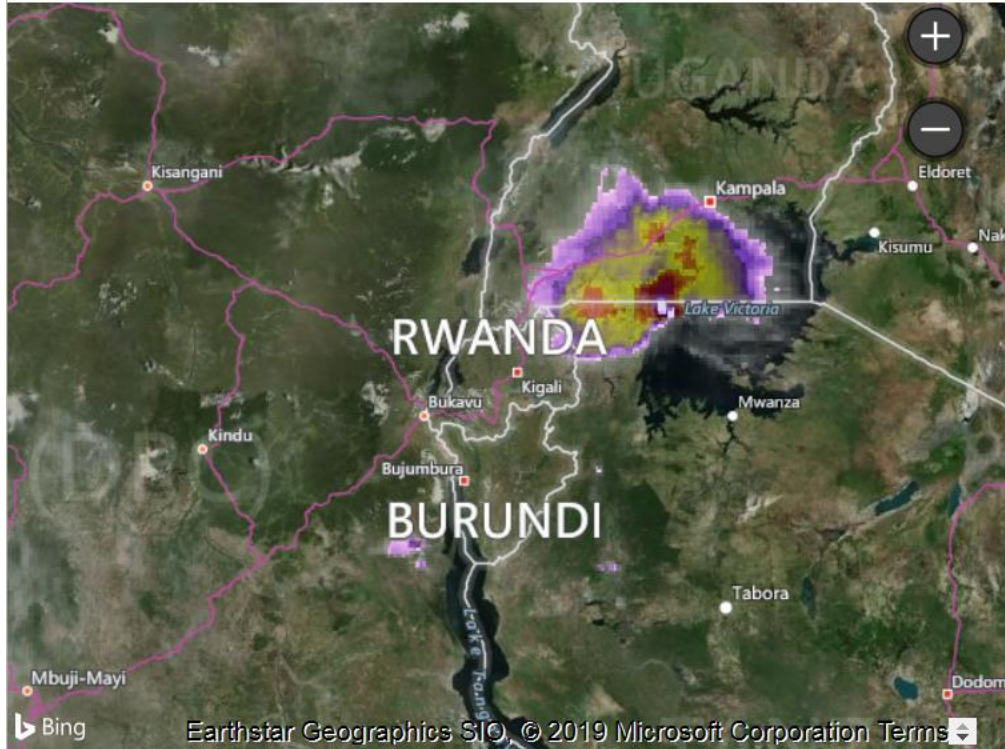 +
UGANDA
−
Kisangani
Eldoret
Kampala
Kisumu
Nak
Lake Victoria
RWANDA
Kigali
Bukavu
Mwanza
Kindu
(DRC)
Bujumbura
BURUNDI
Tabora
Lake Tang
Mbuji-Mayi
Dodom
Bing
Earthstar Geographics SIO, © 2019 Microsoft Corporation Terms